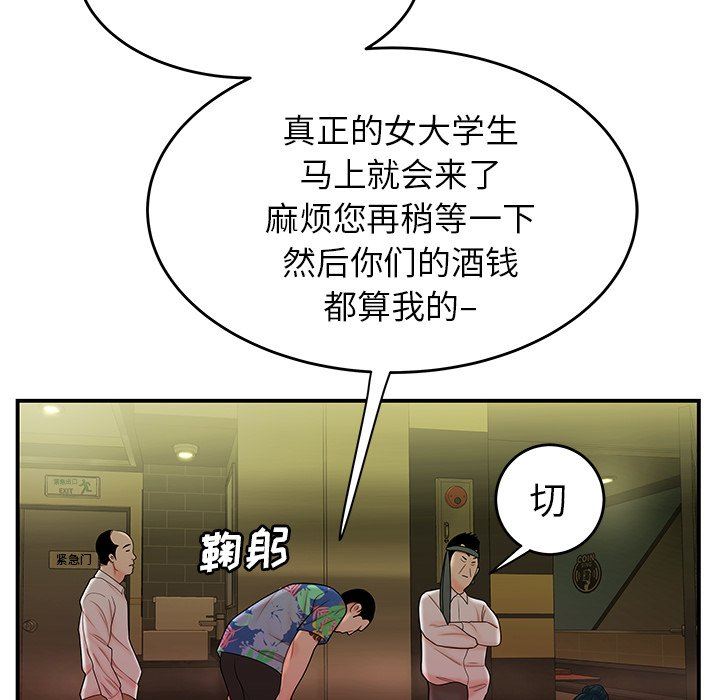 真正的女大学生
马上就会来了
麻烦您再稍等一下
然后你们的酒钱
都算我的-
切
紧急出口
EXIT
鞠躬
紧急门
COIN